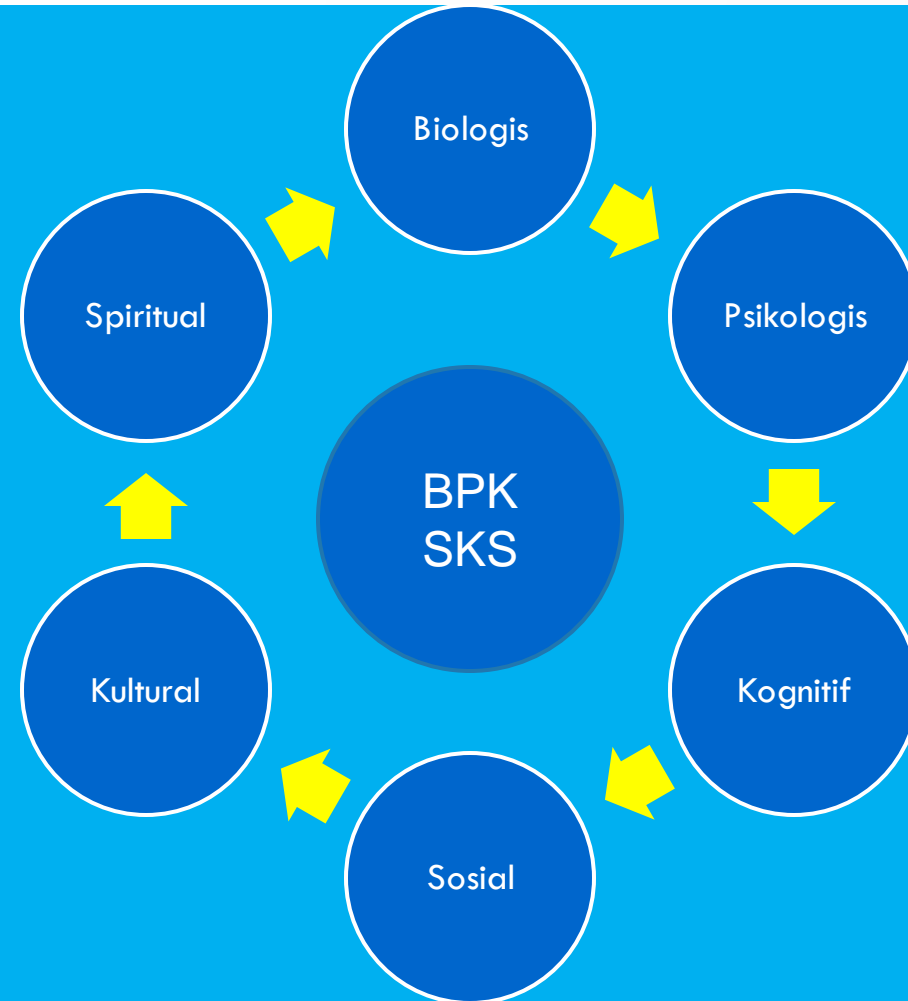 Biologis
Psikologis
Kognitif
Sosial
Kultural
Spiritual
BPK
SKS